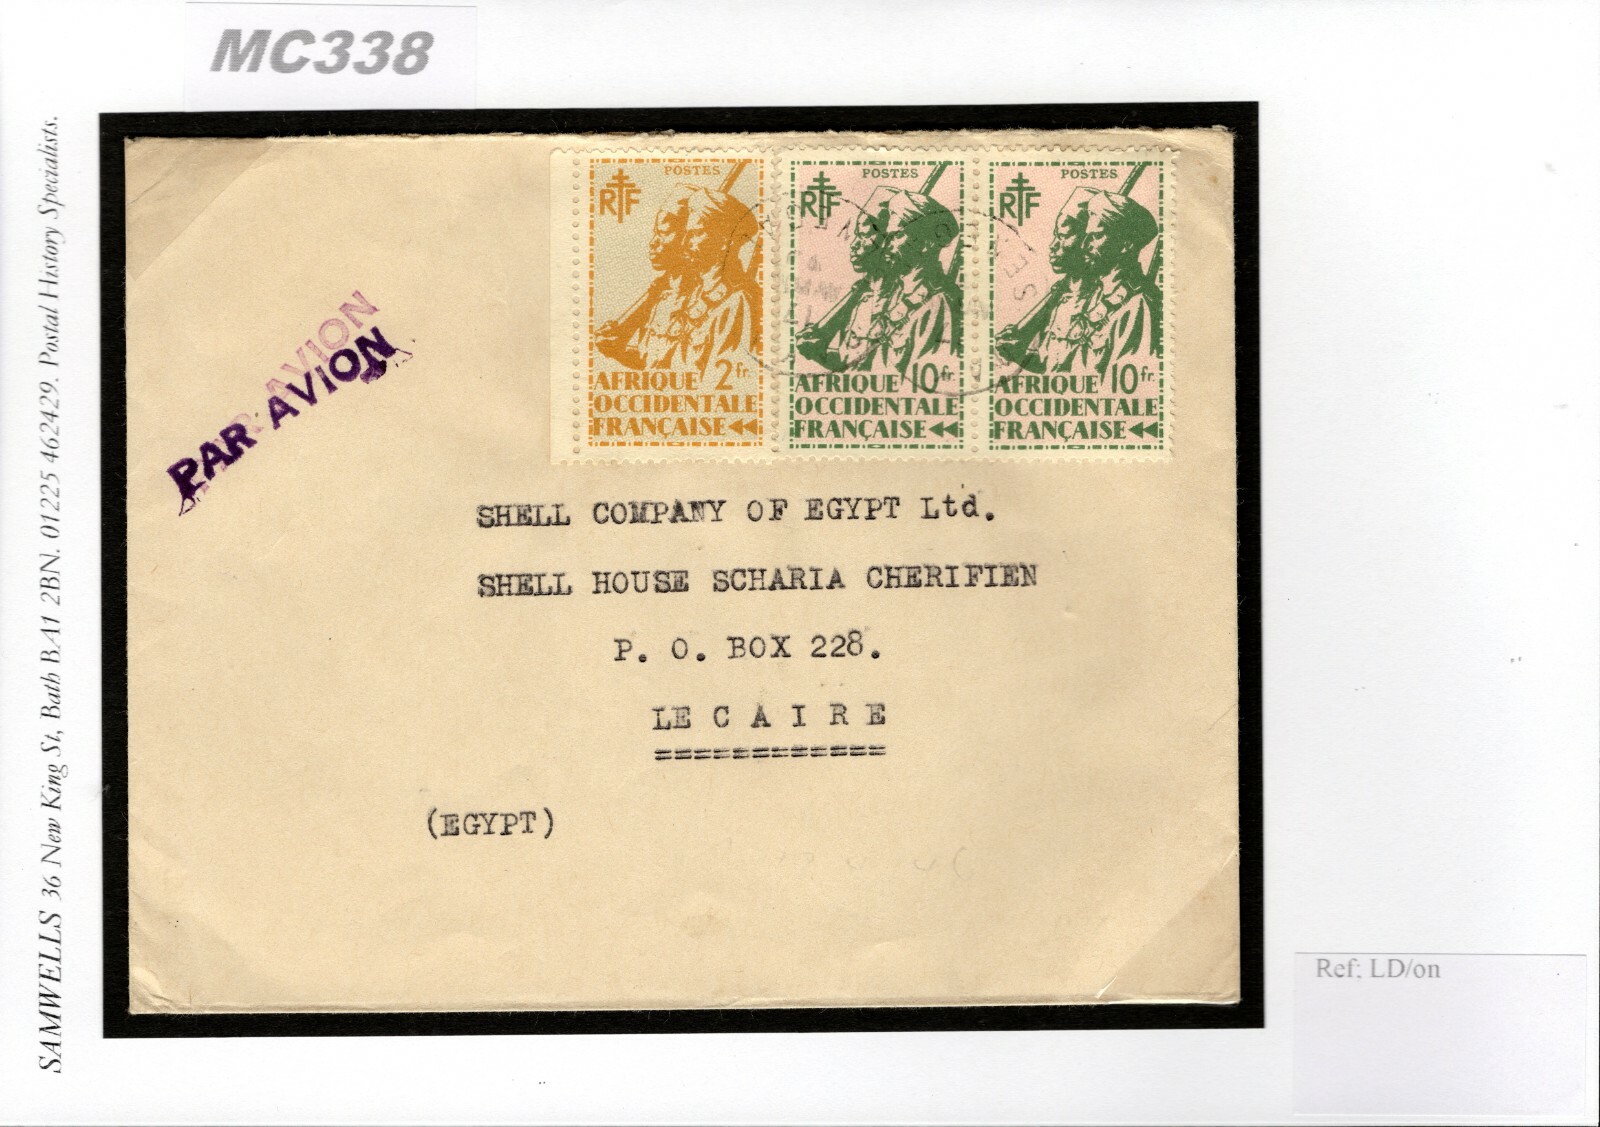 MC338
SAMWELLS 36 New King St, Bath BA1 2BN. 01225 462429. Postal History Specialists.
POSTES
RF
AFRIQUE 2fr.
OCCIDENTALE
FRANÇAISE
POSTES
RF
AFRIQUE 10fr.
OCCIDENTALE
FRANÇAISE
POSTES
RF
AFRIQUE 10fr.
OCCIDENTALE
FRANÇAISE
PAR AVION
PAR AVION
SHELL COMPANY OF EGYPT Ltd.
SHELL HOUSE SCHARIA CHERIFIEN
P. O. BOX 228.
LE C A I R E
============
(EGYPT)
Ref; LD/on